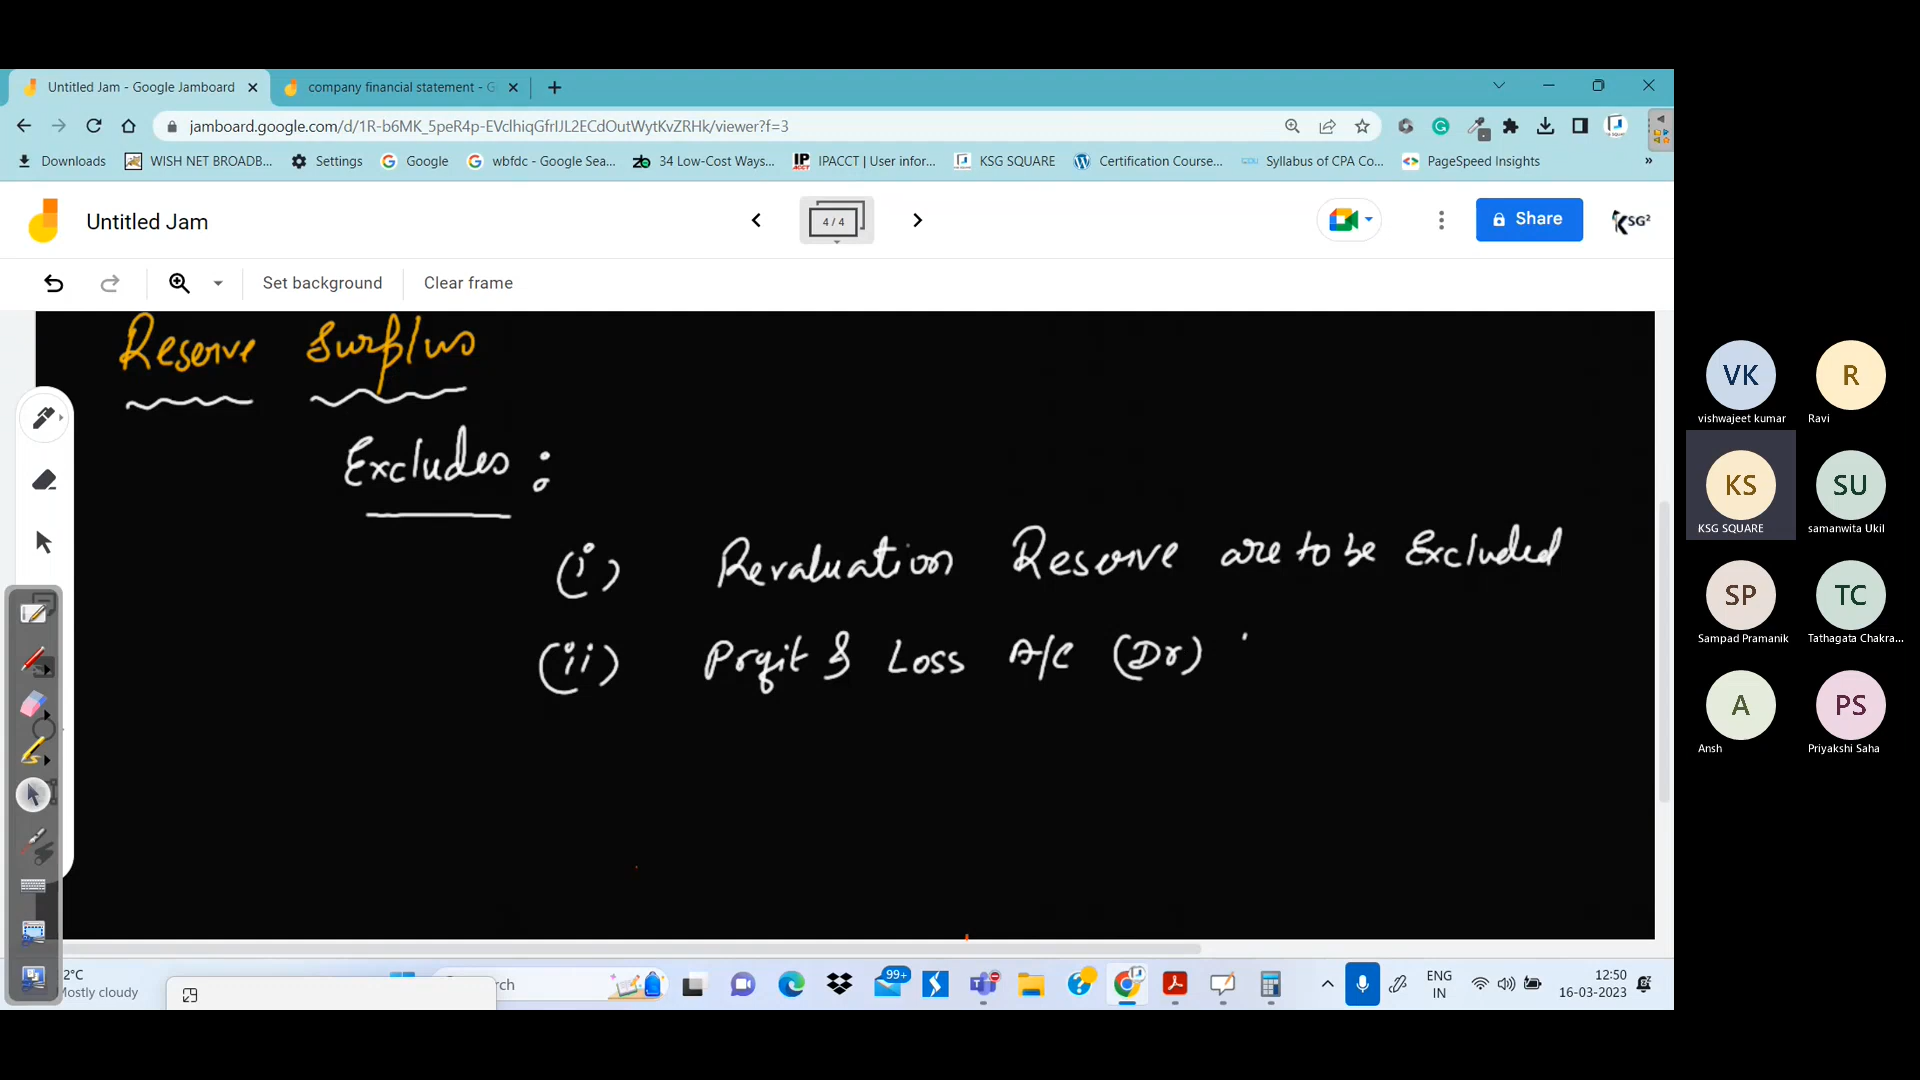 Untitled Jam - Google Jamboard
company financial statement - G
jamboard.google.com/d/1R-b6MK_5peR4p-EVclhiqGfrIJL2ECdOutWytKvZRHk/viewer?f=3
Downloads WISH NET BROADB... Settings Google wbfdc - Google Sea... 34 Low-Cost Ways... IPACCT | User infor... KSG SQUARE Certification Course... Syllabus of CPA Co... PageSpeed Insights »
Untitled Jam
4 / 4
Share
KSG²
Set background
Clear frame
Reserve Surplus
Excludes :
(i) Revaluation Reserve are to be Excluded
(ii) Profit & Loss A/C (Dr)
VK
vishwajeet kumar
R
Ravi
KS
KSG SQUARE
SU
samanwita Ukil
SP
Sampad Pramanik
TC
Tathagata Chakra...
A
Ansh
PS
Priyakshi Saha
2°C
Mostly cloudy
rch
99+
ENG
IN
12:50
16-03-2023